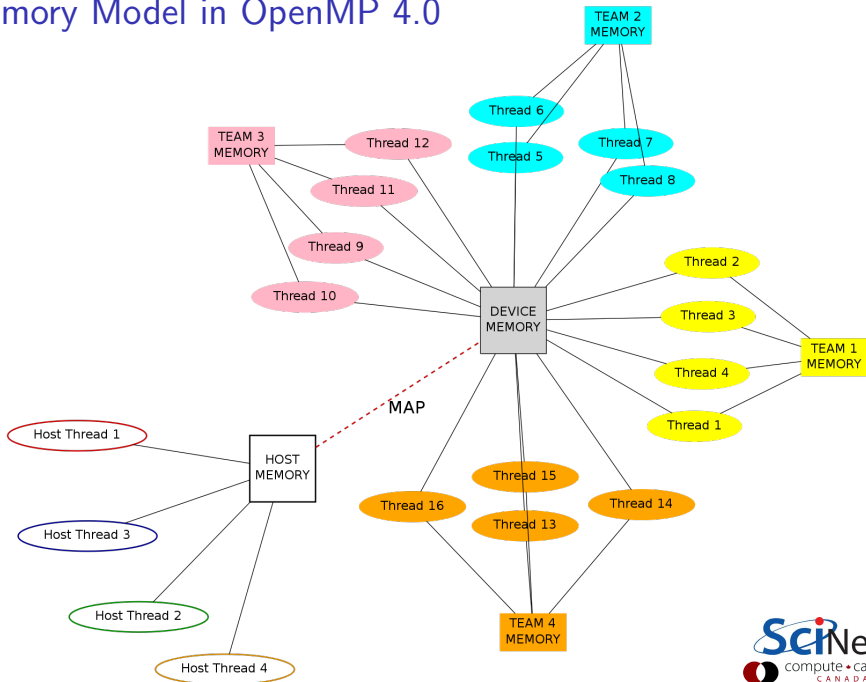 mory Model in OpenMP 4.0
TEAM 2
MEMORY
Thread 6
Thread 5
Thread 7
Thread 8
TEAM 3
MEMORY
Thread 12
Thread 11
Thread 9
Thread 10
DEVICE
MEMORY
Thread 2
Thread 3
Thread 4
Thread 1
TEAM 1
MEMORY
MAP
Host Thread 1
HOST
MEMORY
Host Thread 3
Host Thread 2
Host Thread 4
Thread 15
Thread 16
Thread 13
Thread 14
TEAM 4
MEMORY
SciNe
compute • ca
CANADA